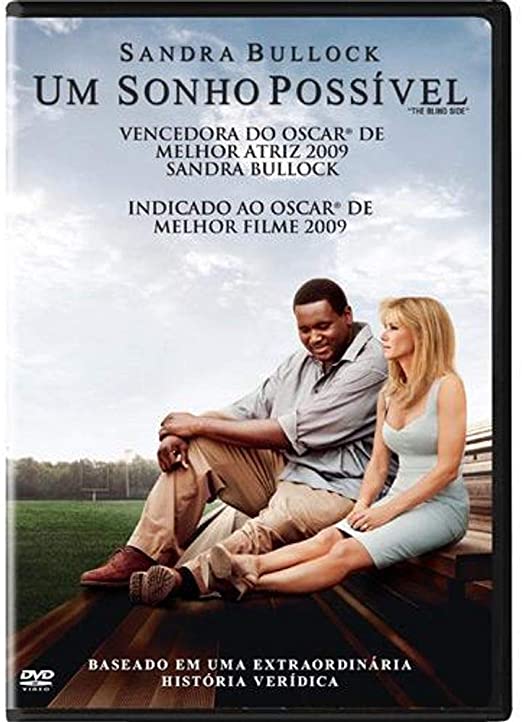 SANDRA BULLOCK
UM SONHO POSSÍVEL
"THE BLIND SIDE"
VENCEDORA DO OSCAR® DE
MELHOR ATRIZ 2009
SANDRA BULLOCK
INDICADO AO OSCAR® DE
MELHOR FILME 2009
BASEADO EM UMA EXTRAORDINÁRIA
HISTÓRIA VERÍDICA
DVD
VIDEO